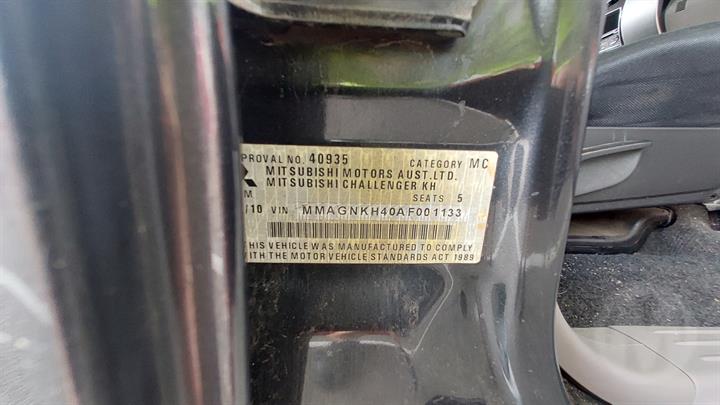 PROVAL NO. 40935 CATEGORY MC
MITSUBISHI MOTORS AUST.LTD.
MITSUBISHI CHALLENGER KH
M SEATS 5
/10 VIN MMAGNKH40AF001133
HIS VEHICLE WAS MANUFACTURED TO COMPLY
WITH THE MOTOR VEHICLE STANDARDS ACT 1989